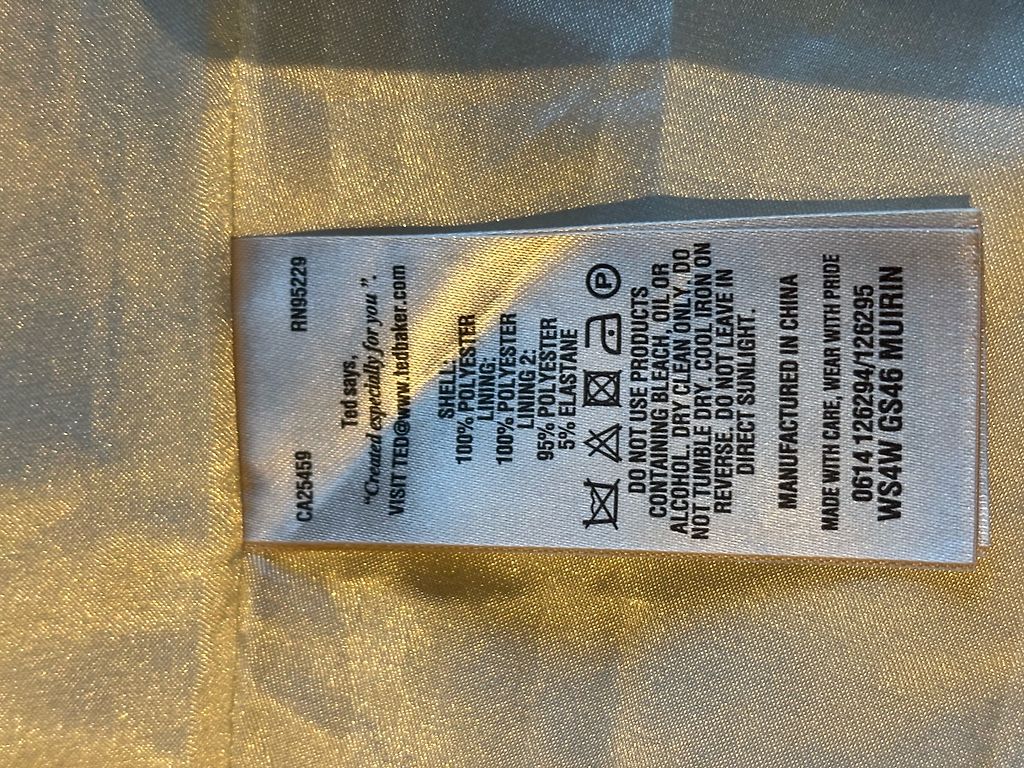 CA25459 RN95229
Ted says,
“Created especially for you”.
VISIT TED@www.tedbaker.com
SHELL:
100% POLYESTER
LINING:
100% POLYESTER
LINING 2:
95% POLYESTER
5% ELASTANE
P
DO NOT USE PRODUCTS
CONTAINING BLEACH, OIL OR
ALCOHOL. DRY CLEAN ONLY. DO
NOT TUMBLE DRY. COOL IRON ON
REVERSE. DO NOT LEAVE IN
DIRECT SUNLIGHT.
MANUFACTURED IN CHINA
MADE WITH CARE, WEAR WITH PRIDE
0614 126294/126295
WS4W GS46 MUIRIN